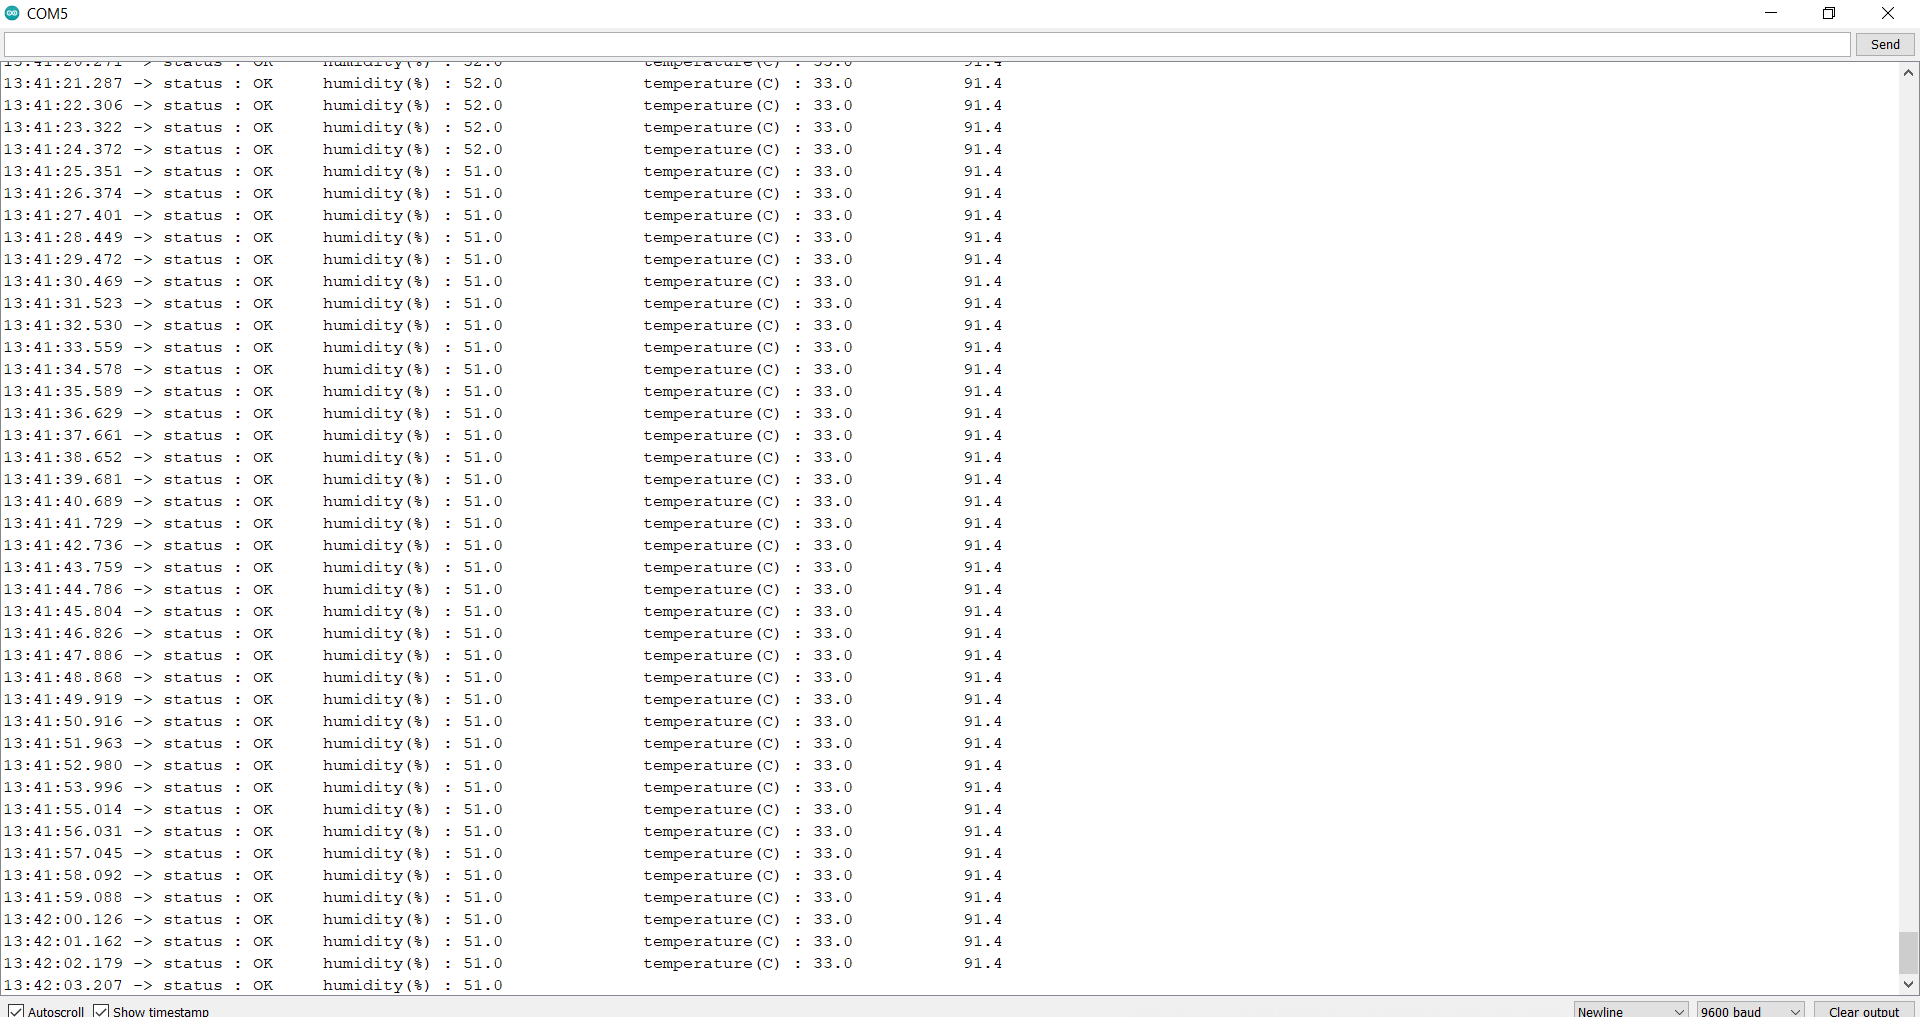 COM5
Send
13:41:20.271 -> status : OK humidity(%) : 52.0 temperature(C) : 33.0 91.4
13:41:21.287 -> status : OK humidity(%) : 52.0 temperature(C) : 33.0 91.4
13:41:22.306 -> status : OK humidity(%) : 52.0 temperature(C) : 33.0 91.4
13:41:23.322 -> status : OK humidity(%) : 52.0 temperature(C) : 33.0 91.4
13:41:24.372 -> status : OK humidity(%) : 52.0 temperature(C) : 33.0 91.4
13:41:25.351 -> status : OK humidity(%) : 51.0 temperature(C) : 33.0 91.4
13:41:26.374 -> status : OK humidity(%) : 51.0 temperature(C) : 33.0 91.4
13:41:27.401 -> status : OK humidity(%) : 51.0 temperature(C) : 33.0 91.4
13:41:28.449 -> status : OK humidity(%) : 51.0 temperature(C) : 33.0 91.4
13:41:29.472 -> status : OK humidity(%) : 51.0 temperature(C) : 33.0 91.4
13:41:30.469 -> status : OK humidity(%) : 51.0 temperature(C) : 33.0 91.4
13:41:31.523 -> status : OK humidity(%) : 51.0 temperature(C) : 33.0 91.4
13:41:32.530 -> status : OK humidity(%) : 51.0 temperature(C) : 33.0 91.4
13:41:33.559 -> status : OK humidity(%) : 51.0 temperature(C) : 33.0 91.4
13:41:34.578 -> status : OK humidity(%) : 51.0 temperature(C) : 33.0 91.4
13:41:35.589 -> status : OK humidity(%) : 51.0 temperature(C) : 33.0 91.4
13:41:36.629 -> status : OK humidity(%) : 51.0 temperature(C) : 33.0 91.4
13:41:37.661 -> status : OK humidity(%) : 51.0 temperature(C) : 33.0 91.4
13:41:38.652 -> status : OK humidity(%) : 51.0 temperature(C) : 33.0 91.4
13:41:39.681 -> status : OK humidity(%) : 51.0 temperature(C) : 33.0 91.4
13:41:40.689 -> status : OK humidity(%) : 51.0 temperature(C) : 33.0 91.4
13:41:41.729 -> status : OK humidity(%) : 51.0 temperature(C) : 33.0 91.4
13:41:42.736 -> status : OK humidity(%) : 51.0 temperature(C) : 33.0 91.4
13:41:43.759 -> status : OK humidity(%) : 51.0 temperature(C) : 33.0 91.4
13:41:44.786 -> status : OK humidity(%) : 51.0 temperature(C) : 33.0 91.4
13:41:45.804 -> status : OK humidity(%) : 51.0 temperature(C) : 33.0 91.4
13:41:46.826 -> status : OK humidity(%) : 51.0 temperature(C) : 33.0 91.4
13:41:47.886 -> status : OK humidity(%) : 51.0 temperature(C) : 33.0 91.4
13:41:48.868 -> status : OK humidity(%) : 51.0 temperature(C) : 33.0 91.4
13:41:49.919 -> status : OK humidity(%) : 51.0 temperature(C) : 33.0 91.4
13:41:50.916 -> status : OK humidity(%) : 51.0 temperature(C) : 33.0 91.4
13:41:51.963 -> status : OK humidity(%) : 51.0 temperature(C) : 33.0 91.4
13:41:52.980 -> status : OK humidity(%) : 51.0 temperature(C) : 33.0 91.4
13:41:53.996 -> status : OK humidity(%) : 51.0 temperature(C) : 33.0 91.4
13:41:55.014 -> status : OK humidity(%) : 51.0 temperature(C) : 33.0 91.4
13:41:56.031 -> status : OK humidity(%) : 51.0 temperature(C) : 33.0 91.4
13:41:57.045 -> status : OK humidity(%) : 51.0 temperature(C) : 33.0 91.4
13:41:58.092 -> status : OK humidity(%) : 51.0 temperature(C) : 33.0 91.4
13:41:59.088 -> status : OK humidity(%) : 51.0 temperature(C) : 33.0 91.4
13:42:00.126 -> status : OK humidity(%) : 51.0 temperature(C) : 33.0 91.4
13:42:01.162 -> status : OK humidity(%) : 51.0 temperature(C) : 33.0 91.4
13:42:02.179 -> status : OK humidity(%) : 51.0 temperature(C) : 33.0 91.4
13:42:03.207 -> status : OK humidity(%) : 51.0
Autoscroll Show timestamp Newline 9600 baud Clear output